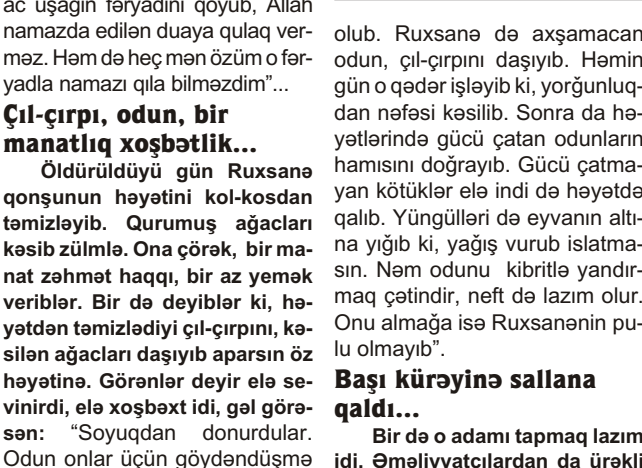 ac uşağın fəryadını qoyub, Allah
namazda edilən duaya qulaq ver-
məz. Həm də heç mən özüm o fər-
yadla namazı qıla bilməzdim”...
Çıl-çırpı, odun, bir
manatlıq xoşbətlik...
Öldürüldüyü gün Ruxsanə
qonşunun həyətini kol-kosdan
təmizləyib. Qurumuş ağacları
kəsib zülmlə. Ona çörək, bir ma-
nat zəhmət haqqı, bir az yemək
veriblər. Bir də deyiblər ki, hə-
yətdən təmizlədiyi çıl-çırpını, kə-
silən ağacları daşıyıb aparsın öz
həyətinə. Görənlər deyir elə se-
vinirdi, elə xoşbəxt idi, gəl görə-
sən: “Soyuqdan donurdular.
Odun onlar üçün göydəndüşmə
olub. Ruxsanə də axşamacan
odun, çıl-çırpını daşıyıb. Həmin
gün o qədər işləyib ki, yorğunluq-
dan nəfəsi kəsilib. Sonra da hə-
yətlərində gücü çatan odunların
hamısını doğrayıb. Gücü çatma-
yan kötüklər elə indi də həyətdə
qalıb. Yüngülləri də eyvanın altı-
na yığıb ki, yağış vurub islatma-
sın. Nəm odunu kibritlə yandır-
maq çətindir, neft də lazım olur.
Onu almağa isə Ruxsanənin pu-
lu olmayıb”.
Başı kürəyinə sallana
qaldı...
Bir də o adamı tapmaq lazım
idi. Əməliyyatçılardan da ürəkli